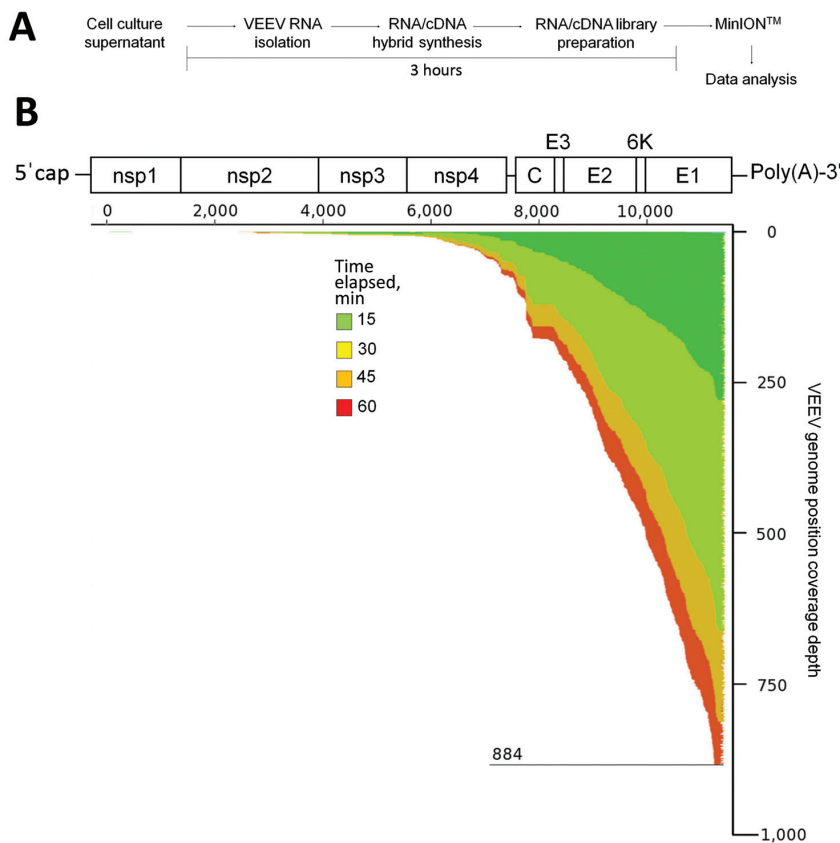 A
Cell culture
supernatant
VEEV RNA
isolation
RNA/cDNA
hybrid synthesis
RNA/cDNA library
preparation
MinION™
3 hours
Data analysis
B
E3
6K
5'cap
nsp1
nsp2
nsp3
nsp4
C
E2
E1
Poly(A)-3'
0
2,000
4,000
6,000
8,000
10,000
0
Time
elapsed,
min
15
30
45
60
250
500
750
1,000
VEEV genome position coverage depth
884